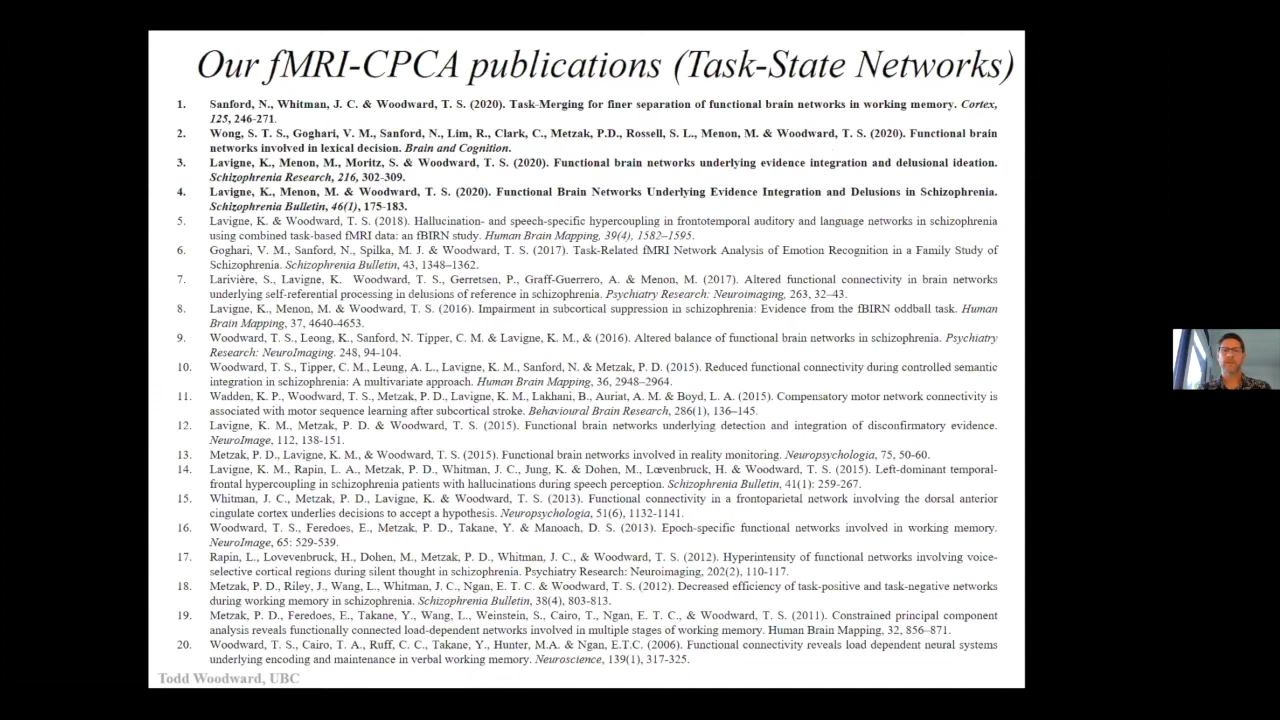 Our fMRI-CPCA publications (Task-State Networks)
1. Sanford, N., Whitman, J. C. & Woodward, T. S. (2020). Task-Merging for finer separation of functional brain networks in working memory. Cortex,
125, 246-271.
2. Wong, S. T. S., Goghari, V. M., Sanford, N., Lim, R., Clark, C., Metzak, P.D., Rossell, S. L., Menon, M. & Woodward, T. S. (2020). Functional brain
networks involved in lexical decision. Brain and Cognition.
3. Lavigne, K., Menon, M., Moritz, S. & Woodward, T. S. (2020). Functional brain networks underlying evidence integration and delusional ideation.
Schizophrenia Research, 216, 302-309.
4. Lavigne, K., Menon, M. & Woodward, T. S. (2020). Functional Brain Networks Underlying Evidence Integration and Delusions in Schizophrenia.
Schizophrenia Bulletin, 46(1), 175-183.
5. Lavigne, K. & Woodward, T. S. (2018). Hallucination- and speech-specific hypercoupling in frontotemporal auditory and language networks in schizophrenia
using combined task-based fMRI data: an fBIRN study. Human Brain Mapping, 39(4), 1582–1595.
6. Goghari, V. M., Sanford, N., Spilka, M. J. & Woodward, T. S. (2017). Task-Related fMRI Network Analysis of Emotion Recognition in a Family Study of
Schizophrenia. Schizophrenia Bulletin, 43, 1348–1362.
7. Larivière, S., Lavigne, K. Woodward, T. S., Gerretsen, P., Graff-Guerrero, A. & Menon, M. (2017). Altered functional connectivity in brain networks
underlying self-referential processing in delusions of reference in schizophrenia. Psychiatry Research: Neuroimaging, 263, 32–43.
8. Lavigne, K., Menon, M. & Woodward, T. S. (2016). Impairment in subcortical suppression in schizophrenia: Evidence from the fBIRN oddball task. Human
Brain Mapping, 37, 4640-4653.
9. Woodward, T. S., Leong, K., Sanford, N. Tipper, C. M. & Lavigne, K. M., & (2016). Altered balance of functional brain networks in schizophrenia. Psychiatry
Research: NeuroImaging. 248, 94-104.
10. Woodward, T. S., Tipper, C. M., Leung, A. L., Lavigne, K. M., Sanford, N. & Metzak, P. D. (2015). Reduced functional connectivity during controlled semantic
integration in schizophrenia: A multivariate approach. Human Brain Mapping, 36, 2948–2964.
11. Wadden, K. P., Woodward, T. S., Metzak, P. D., Lavigne, K. M., Lakhani, B., Auriat, A. M. & Boyd, L. A. (2015). Compensatory motor network connectivity is
associated with motor sequence learning after subcortical stroke. Behavioural Brain Research, 286(1), 136–145.
12. Lavigne, K. M., Metzak, P. D. & Woodward, T. S. (2015). Functional brain networks underlying detection and integration of disconfirmatory evidence.
NeuroImage, 112, 138-151.
13. Metzak, P. D., Lavigne, K. M., & Woodward, T. S. (2015). Functional brain networks involved in reality monitoring. Neuropsychologia, 75, 50-60.
14. Lavigne, K. M., Rapin, L. A., Metzak, P. D., Whitman, J. C., Jung, K. & Dohen, M., Lœvenbruck, H. & Woodward, T. S. (2015). Left-dominant temporal-
frontal hypercoupling in schizophrenia patients with hallucinations during speech perception. Schizophrenia Bulletin, 41(1): 259-267.
15. Whitman, J. C., Metzak, P. D., Lavigne, K. & Woodward, T. S. (2013). Functional connectivity in a frontoparietal network involving the dorsal anterior
cingulate cortex underlies decisions to accept a hypothesis. Neuropsychologia, 51(6), 1132-1141.
16. Woodward, T. S., Feredoes, E., Metzak, P. D., Takane, Y. & Manoach, D. S. (2013). Epoch-specific functional networks involved in working memory.
NeuroImage, 65: 529-539.
17. Rapin, L., Lovevenbruck, H., Dohen, M., Metzak, P. D., Whitman, J. C., & Woodward, T. S. (2012). Hyperintensity of functional networks involving voice-
selective cortical regions during silent thought in schizophrenia. Psychiatry Research: Neuroimaging, 202(2), 110-117.
18. Metzak, P. D., Riley, J., Wang, L., Whitman, J. C., Ngan, E. T. C. & Woodward, T. S. (2012). Decreased efficiency of task-positive and task-negative networks
during working memory in schizophrenia. Schizophrenia Bulletin, 38(4), 803-813.
19. Metzak, P. D., Feredoes, E., Takane, Y., Wang, L., Weinstein, S., Cairo, T., Ngan, E. T. C., & Woodward, T. S. (2011). Constrained principal component
analysis reveals functionally connected load-dependent networks involved in multiple stages of working memory. Human Brain Mapping, 32, 856–871.
20. Woodward, T. S., Cairo, T. A., Ruff, C. C., Takane, Y., Hunter, M.A. & Ngan, E.T.C. (2006). Functional connectivity reveals load dependent neural systems
underlying encoding and maintenance in verbal working memory. Neuroscience, 139(1), 317-325.
Todd Woodward, UBC